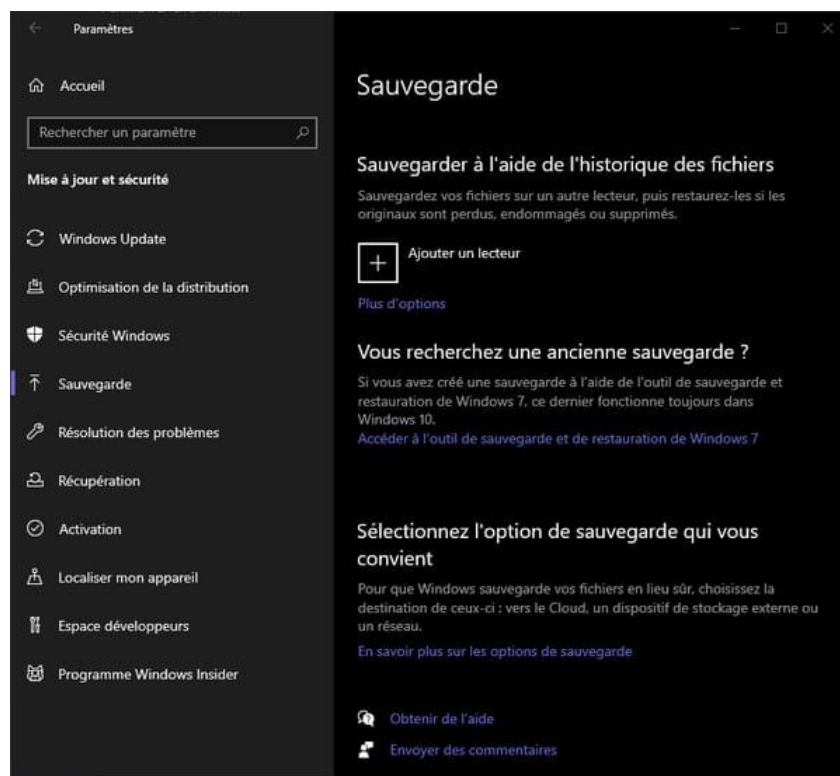 Paramètres
Accueil
Rechercher un paramètre
Mise à jour et sécurité
Windows Update
Optimisation de la distribution
Sécurité Windows
Sauvegarde
Résolution des problèmes
Récupération
Activation
Localiser mon appareil
Espace développeurs
Programme Windows Insider
Sauvegarde
Sauvegarder à l'aide de l'historique des fichiers
Sauvegardez vos fichiers sur un autre lecteur, puis restaurez-les si les
originaux sont perdus, endommagés ou supprimés.
Ajouter un lecteur
Plus d'options
Vous recherchez une ancienne sauvegarde ?
Si vous avez créé une sauvegarde à l'aide de l'outil de sauvegarde et
restauration de Windows 7, ce dernier fonctionne toujours dans
Windows 10.
Accéder à l'outil de sauvegarde et de restauration de Windows 7
Sélectionnez l'option de sauvegarde qui vous
convient
Pour que Windows sauvegarde vos fichiers en lieu sûr, choisissez la
destination de ceux-ci : vers le Cloud, un dispositif de stockage externe ou
un réseau.
En savoir plus sur les options de sauvegarde
Obtenir de l'aide
Envoyer des commentaires